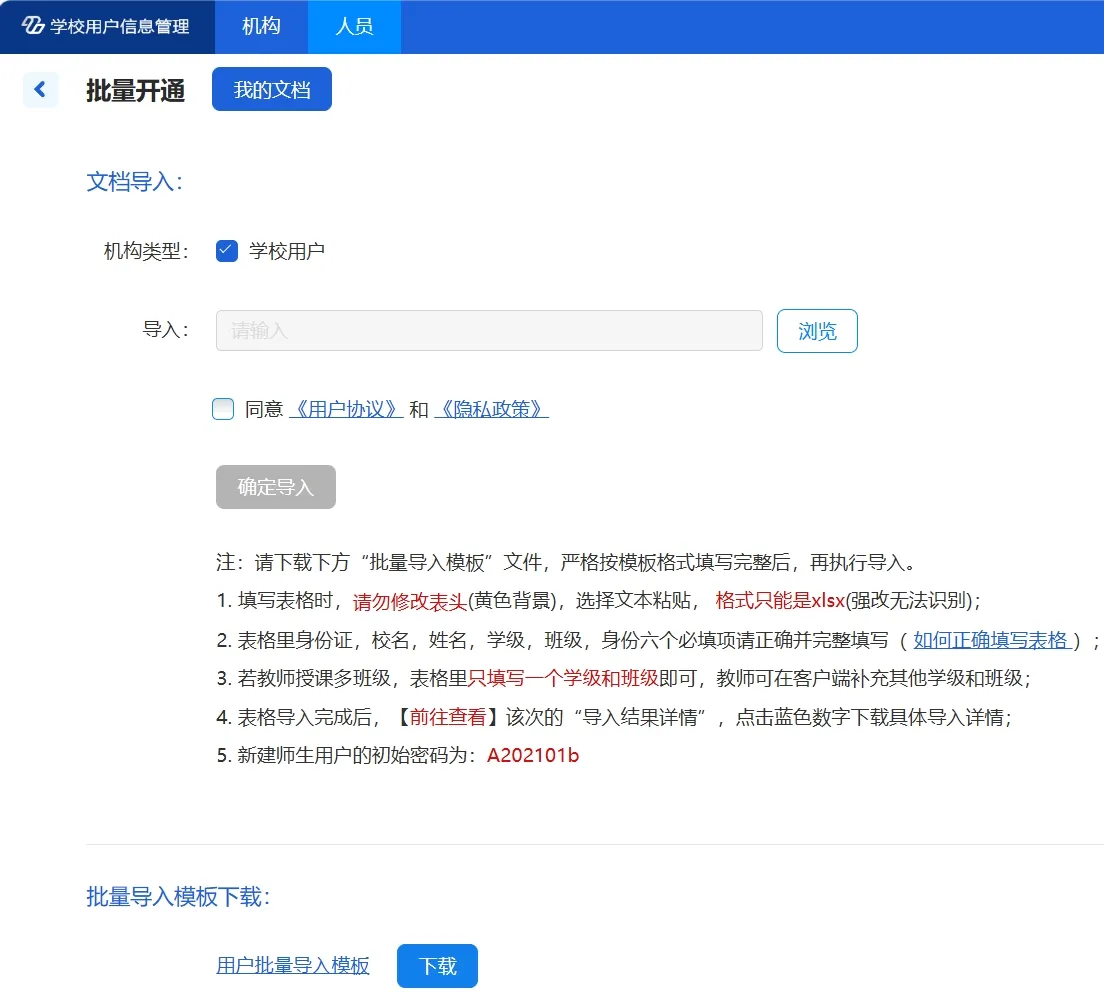 学校用户信息管理 机构 人员
批量开通 我的文档
文档导入：
机构类型： 学校用户
导入： 请输入 浏览
同意 《用户协议》 和 《隐私政策》
确定导入
注：请下载下方“批量导入模板”文件，严格按模板格式填写完整后，再执行导入。
1. 填写表格时，请勿修改表头(黄色背景)，选择文本粘贴， 格式只能是xlsx(强改无法识别)；
2. 表格里身份证，校名，姓名，学级，班级，身份六个必填项请正确并完整填写（ 如何正确填写表格 ）；
3. 若教师授课多班级，表格里只填写一个学级和班级即可，教师可在客户端补充其他学级和班级；
4. 表格导入完成后，【前往查看】该次的“导入结果详情”，点击蓝色数字下载具体导入详情；
5. 新建师生用户的初始密码为：A202101b
批量导入模板下载：
用户批量导入模板 下载